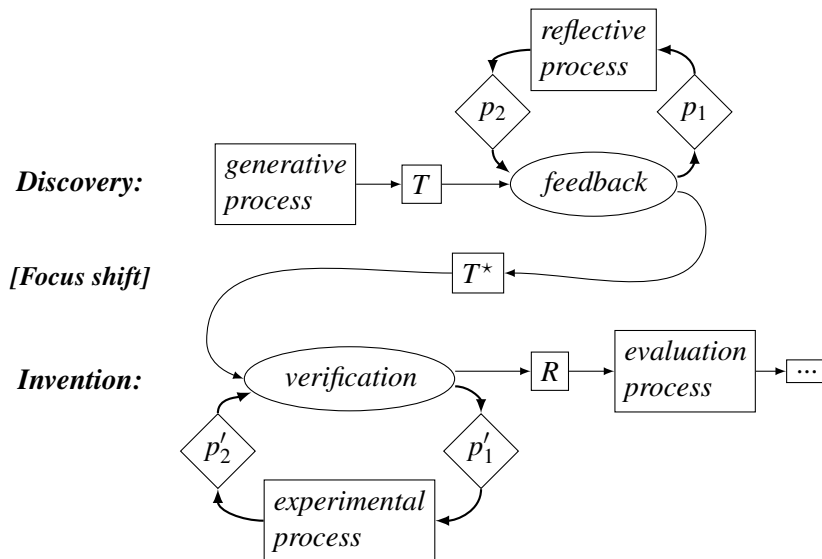 reflective
process
p₂
p₁
Discovery:
generative
process
T
feedback
[Focus shift]
T⋆
Invention:
verification
R
evaluation
process
...
p′₂
p′₁
experimental
process